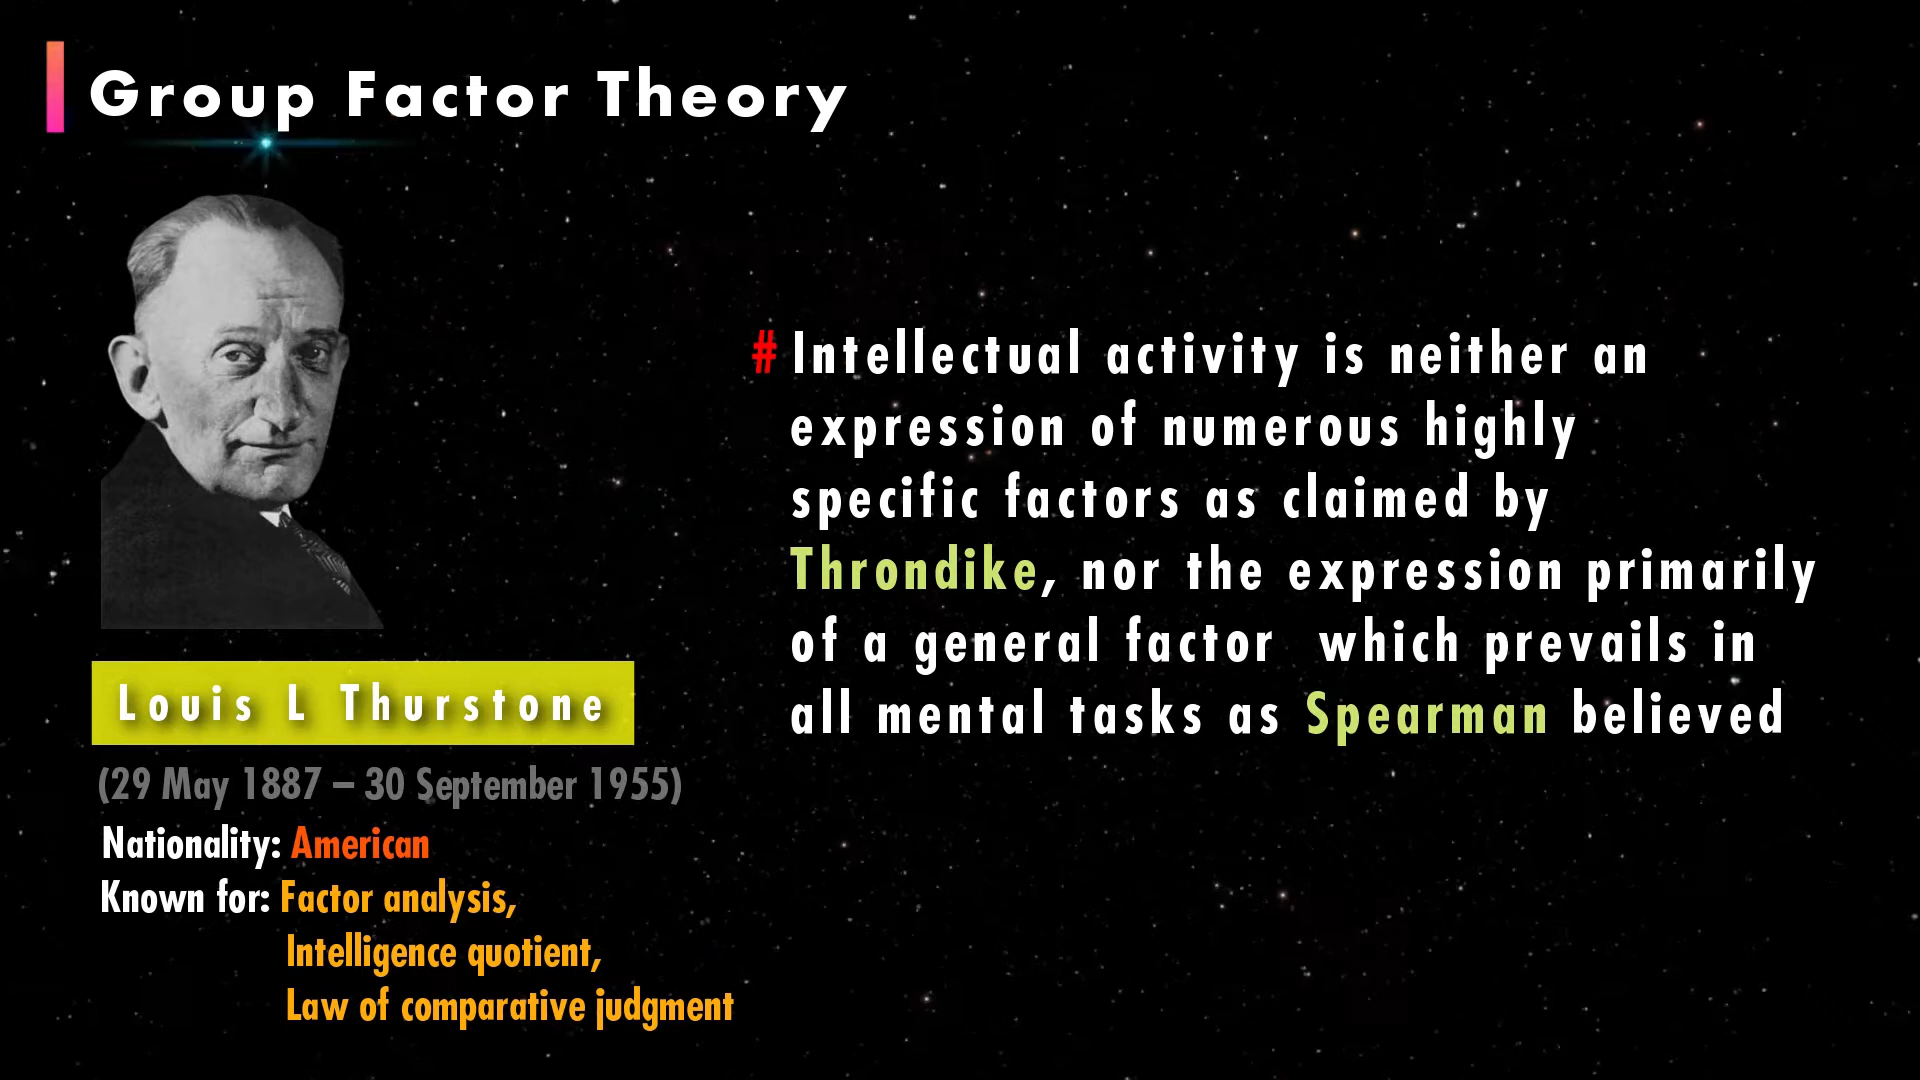 Group Factor Theory
# Intellectual activity is neither an
expression of numerous highly
specific factors as claimed by
Throndike, nor the expression primarily
of a general factor which prevails in
all mental tasks as Spearman believed
Louis L Thurstone
(29 May 1887 – 30 September 1955)
Nationality: American
Known for: Factor analysis,
Intelligence quotient,
Law of comparative judgment